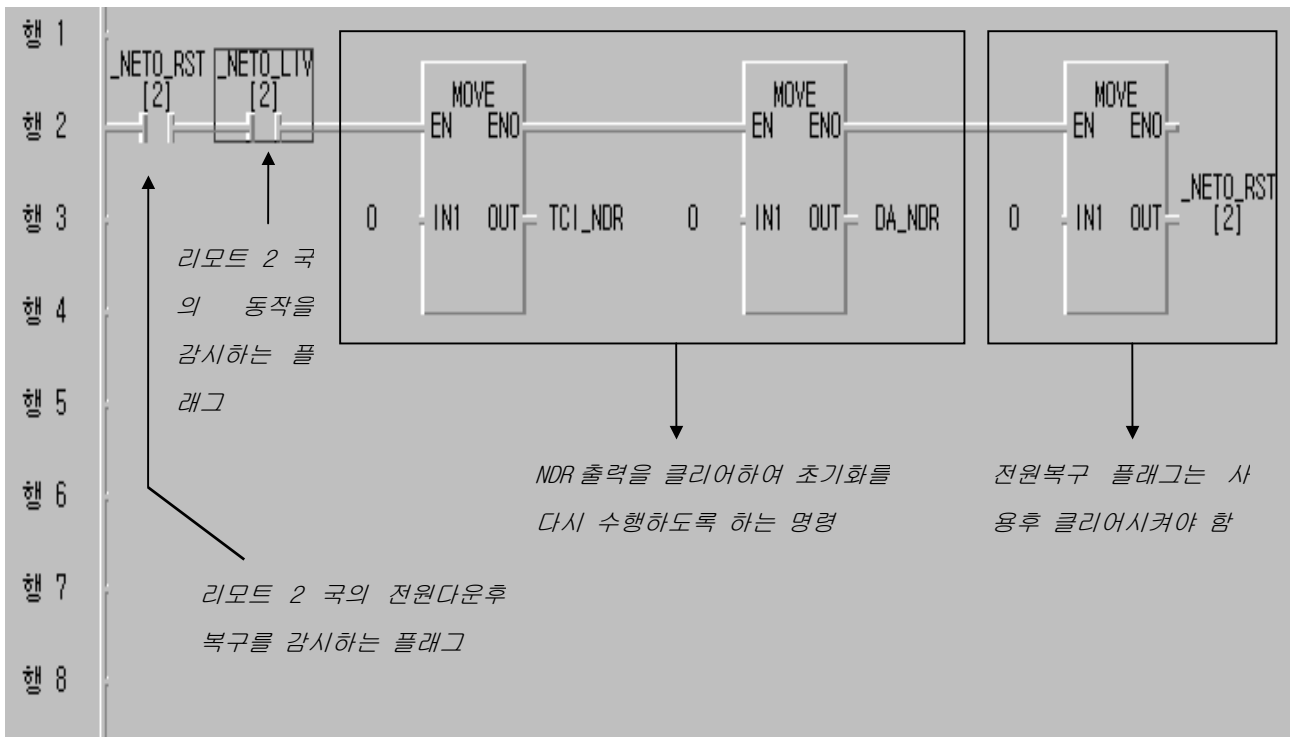 행 1
_NET0_RST
[2]
_NET0_LIV
[2]
행 2
MOVE
EN ENO
MOVE
EN ENO
MOVE
EN ENO
행 3
0 IN1 OUT TCI_NDR
0 IN1 OUT DA_NDR
0 IN1 OUT
_NET0_RST
[2]
리모트 2 국
의 동작을
감시하는 플
래그
행 4
행 5
NDR 출력을 클리어하여 초기화를
다시 수행하도록 하는 명령
전원복구 플래그는 사
용후 클리어시켜야 함
행 6
행 7
리모트 2 국의 전원다운후
복구를 감시하는 플래그
행 8